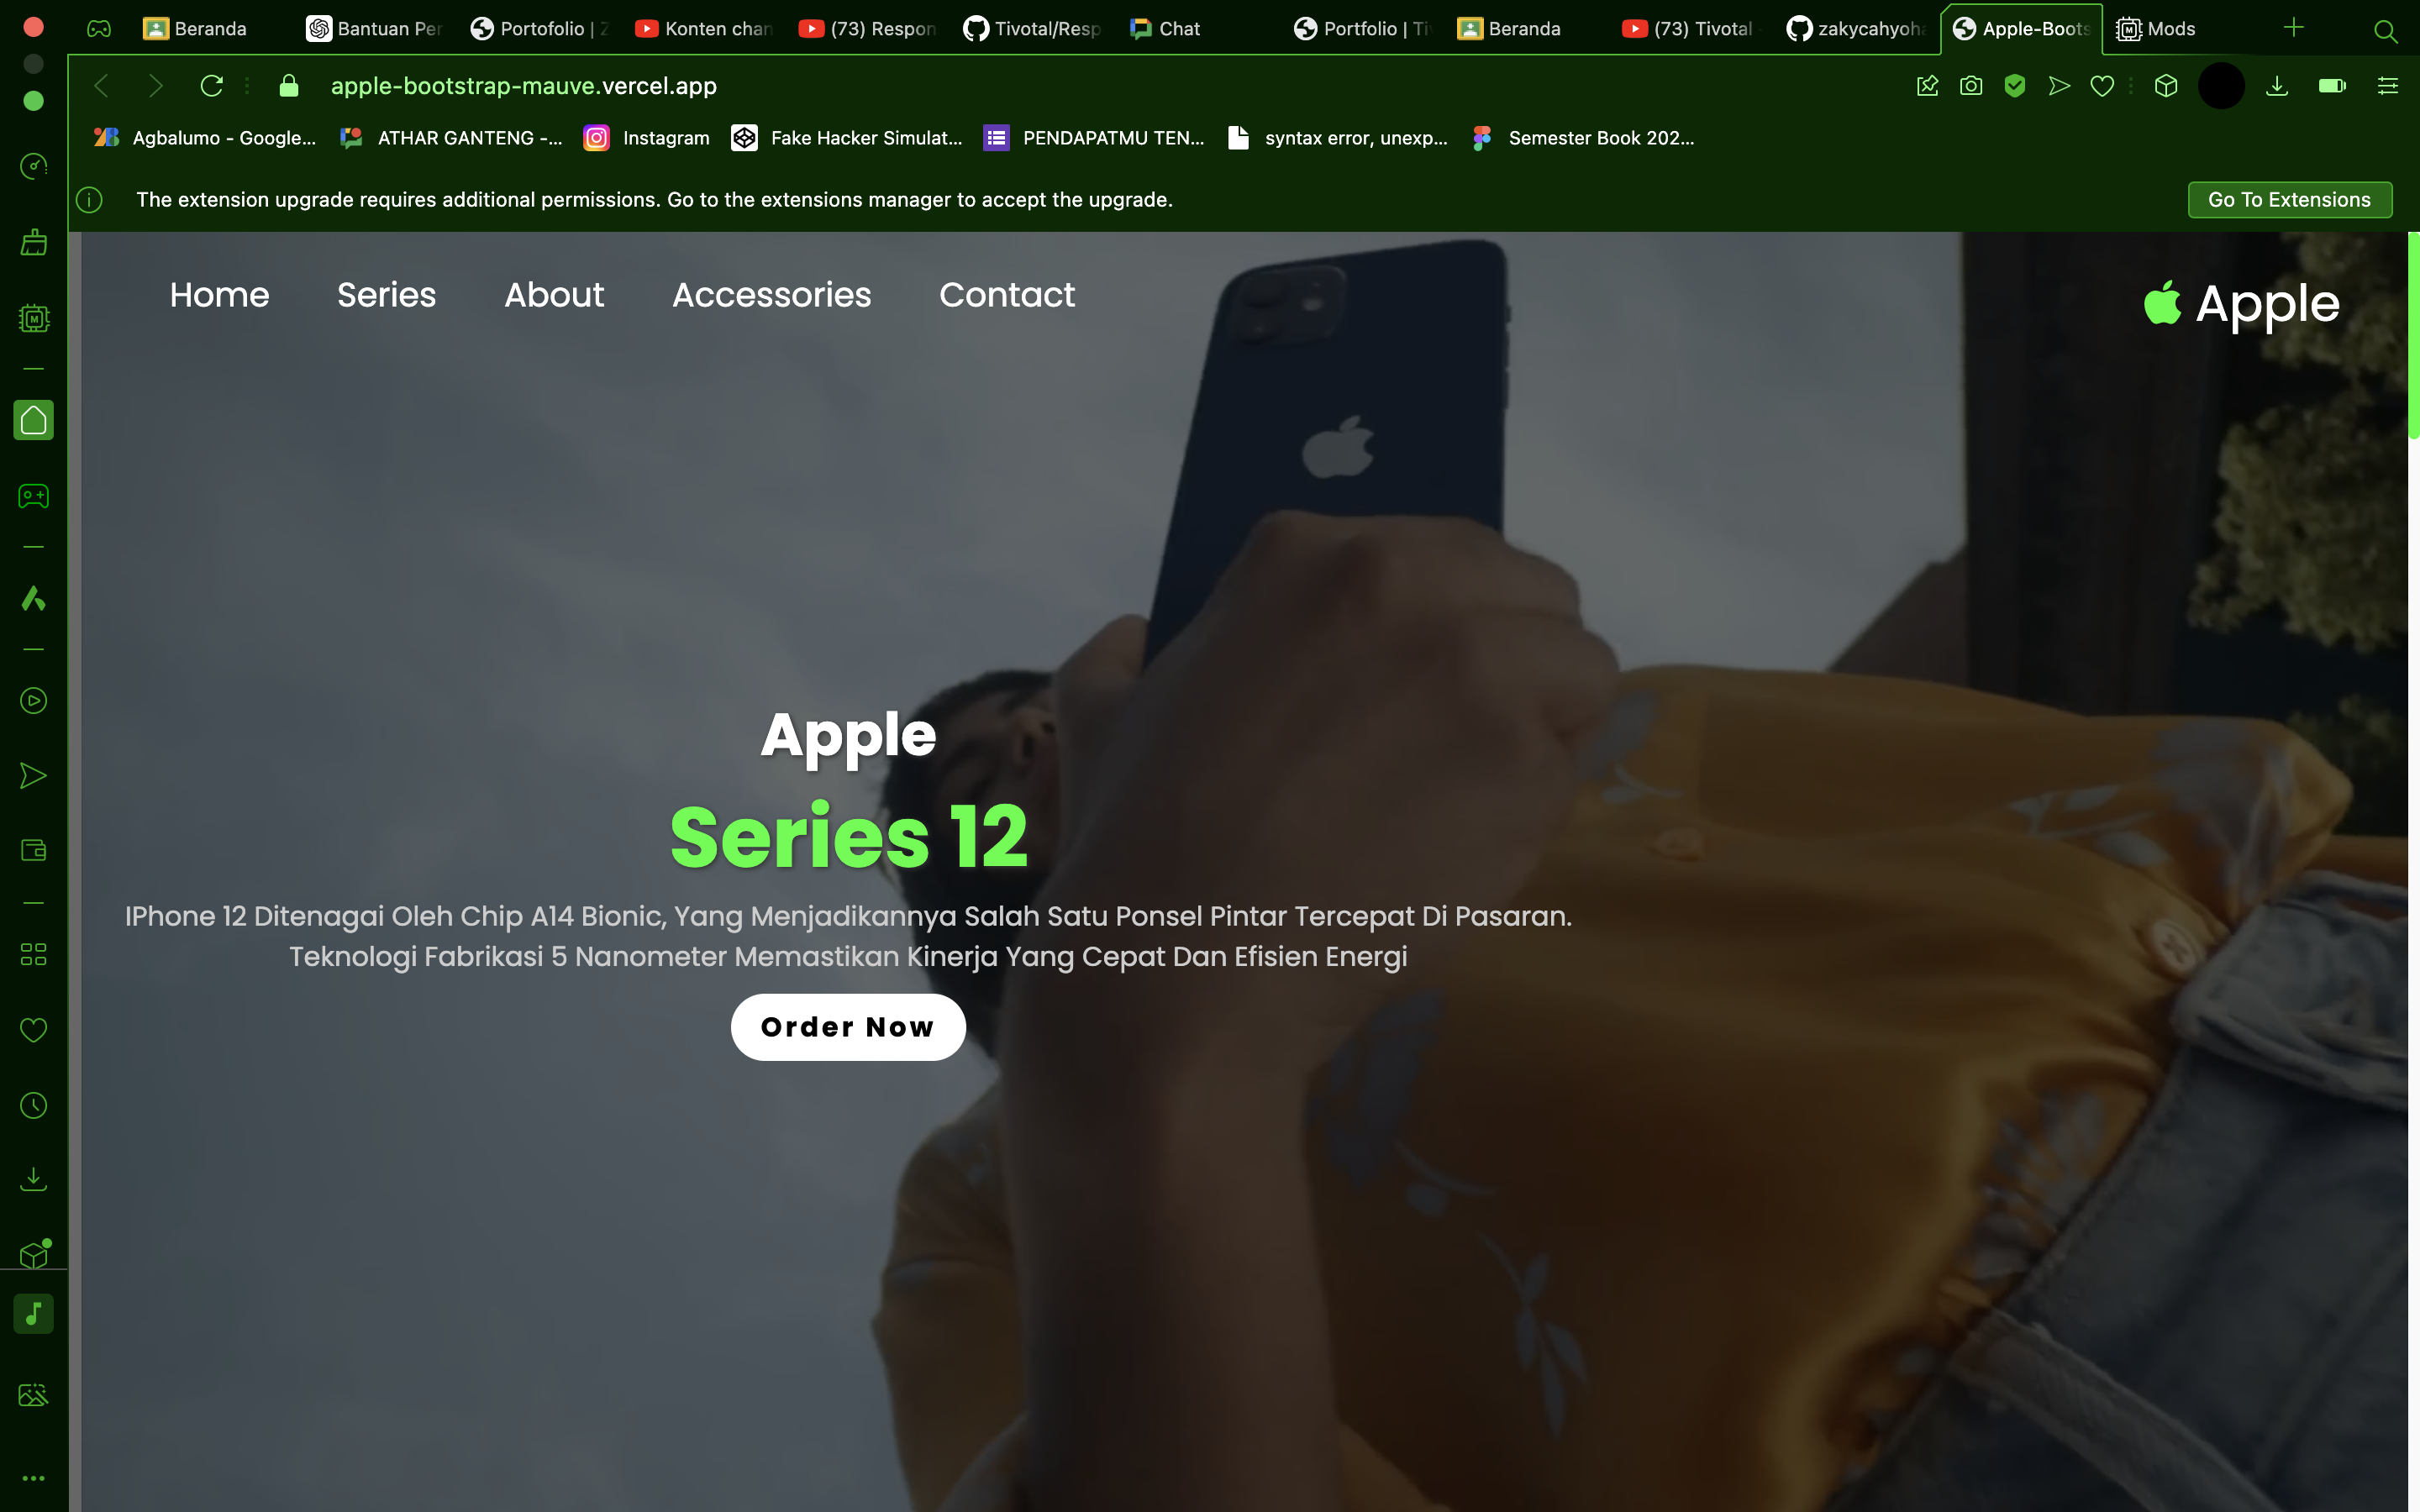 Beranda
Bantuan Per
Portofolio | Z
Konten chan
(73) Respon
Tivotal/Resp
Chat
Portfolio | Ti
Beranda
(73) Tivotal
zakycahyoha
Apple-Boots
Mods
apple-bootstrap-mauve.vercel.app
Agbalumo - Google...
ATHAR GANTENG -...
Instagram
Fake Hacker Simulat...
PENDAPATMU TEN...
syntax error, unexp...
Semester Book 202...
The extension upgrade requires additional permissions. Go to the extensions manager to accept the upgrade.
Go To Extensions
Home
Series
About
Accessories
Contact
Apple
Apple
Series 12
IPhone 12 Ditenagai Oleh Chip A14 Bionic, Yang Menjadikannya Salah Satu Ponsel Pintar Tercepat Di Pasaran.
Teknologi Fabrikasi 5 Nanometer Memastikan Kinerja Yang Cepat Dan Efisien Energi
Order Now